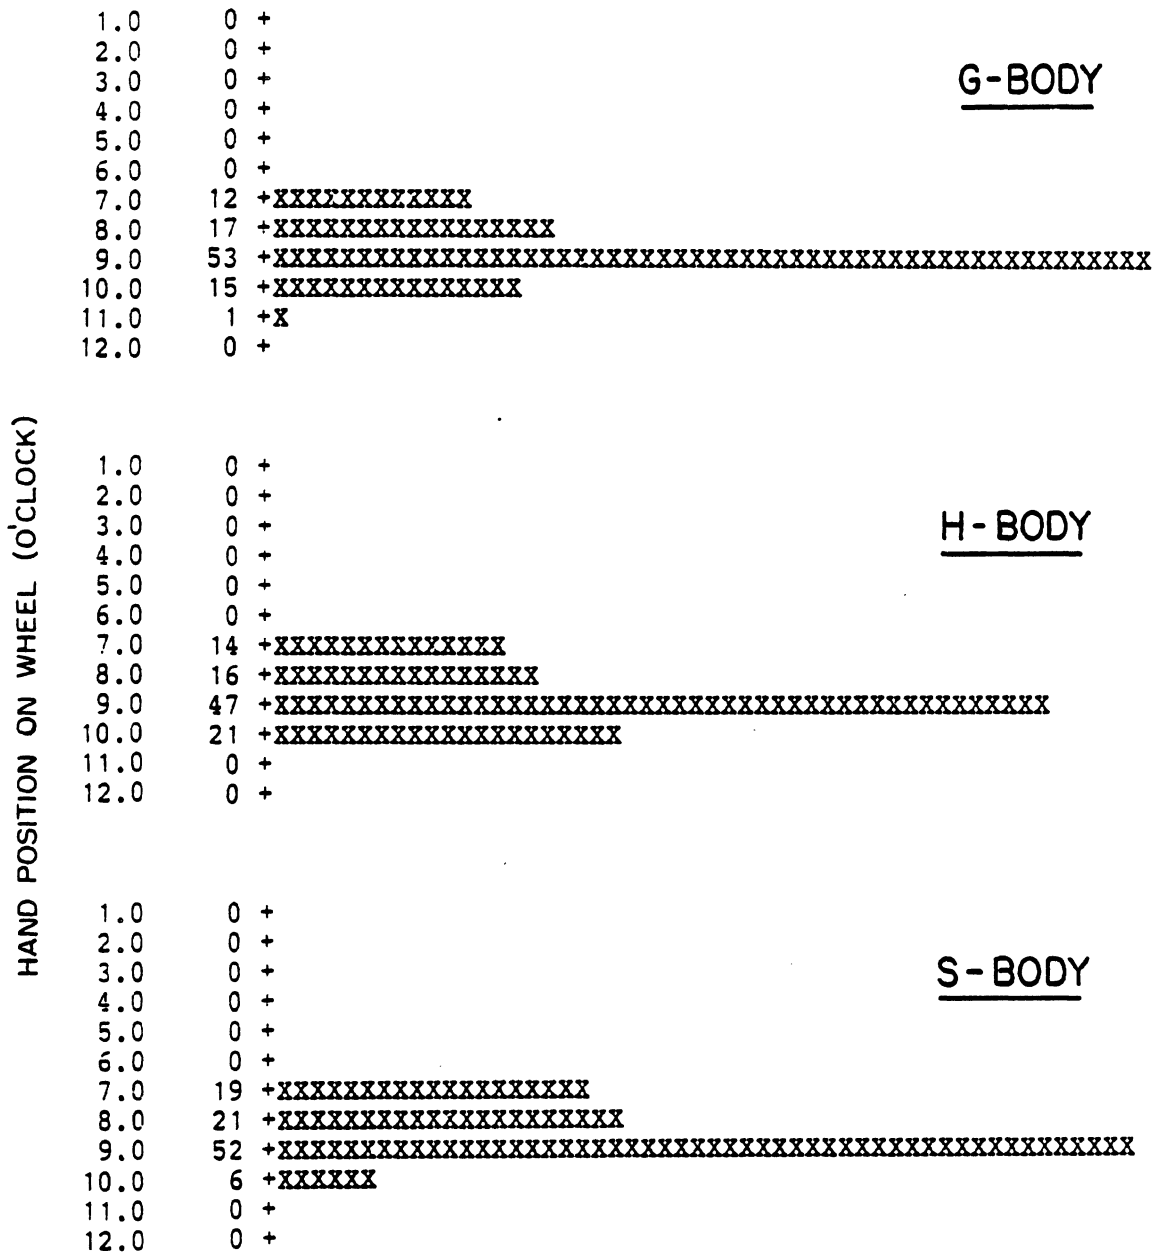 1.0 0 +
2.0 0 +
3.0 0 +
G-BODY
4.0 0 +
5.0 0 +
6.0 0 +
7.0 12 +XXXXXXXXXXXX
8.0 17 +XXXXXXXXXXXXXXXXX
9.0 53 +XXXXXXXXXXXXXXXXXXXXXXXXXXXXXXXXXXXXXXXXXXXXXXXXXXXXX
10.0 15 +XXXXXXXXXXXXXXX
11.0 1 +X
12.0 0 +
HAND POSITION ON WHEEL (O'CLOCK)
1.0 0 +
2.0 0 +
3.0 0 +
H-BODY
4.0 0 +
5.0 0 +
6.0 0 +
7.0 14 +XXXXXXXXXXXXXX
8.0 16 +XXXXXXXXXXXXXXXX
9.0 47 +XXXXXXXXXXXXXXXXXXXXXXXXXXXXXXXXXXXXXXXXXXXXXXX
10.0 21 +XXXXXXXXXXXXXXXXXXXXX
11.0 0 +
12.0 0 +
1.0 0 +
2.0 0 +
3.0 0 +
S-BODY
4.0 0 +
5.0 0 +
6.0 0 +
7.0 19 +XXXXXXXXXXXXXXXXXXX
8.0 21 +XXXXXXXXXXXXXXXXXXXXX
9.0 52 +XXXXXXXXXXXXXXXXXXXXXXXXXXXXXXXXXXXXXXXXXXXXXXXXXXXX
10.0 6 +XXXXXX
11.0 0 +
12.0 0 +